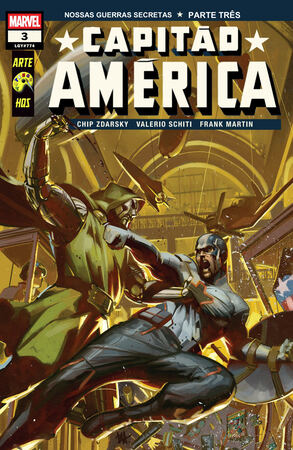 NOSSAS GUERRAS SECRETAS ★ PARTE TRÊS
MARVEL
3
LGY#774
CAPITÃO
AMÉRICA
ARTE
HQS
CHIP ZDARSKY VALERIO SCHITI FRANK MARTIN